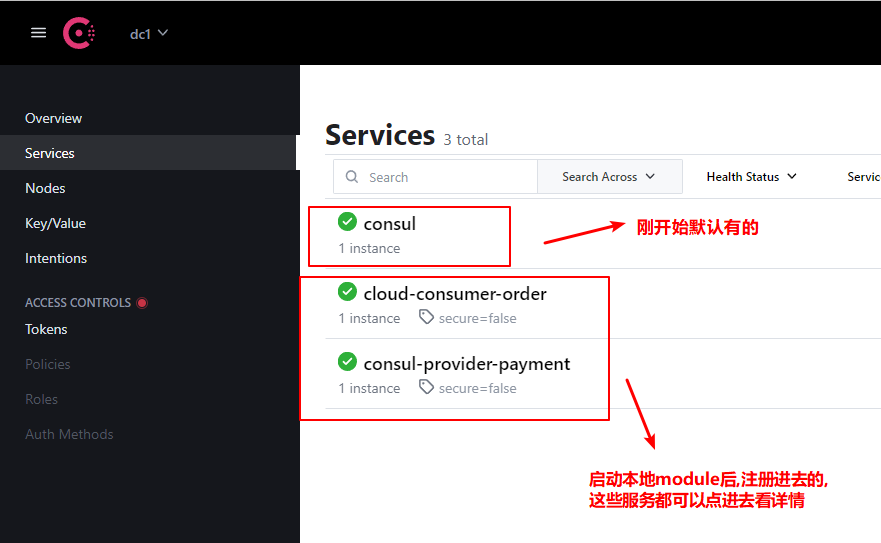 dc1
Overview
Services
Nodes
Key/Value
Intentions
ACCESS CONTROLS
Tokens
Policies
Roles
Auth Methods
Services 3 total
Search
Search Across
Health Status
Servic
consul
1 instance
刚开始默认有的
cloud-consumer-order
1 instance secure=false
consul-provider-payment
1 instance secure=false
启动本地module后,注册进去的,
这些服务都可以点进去看详情